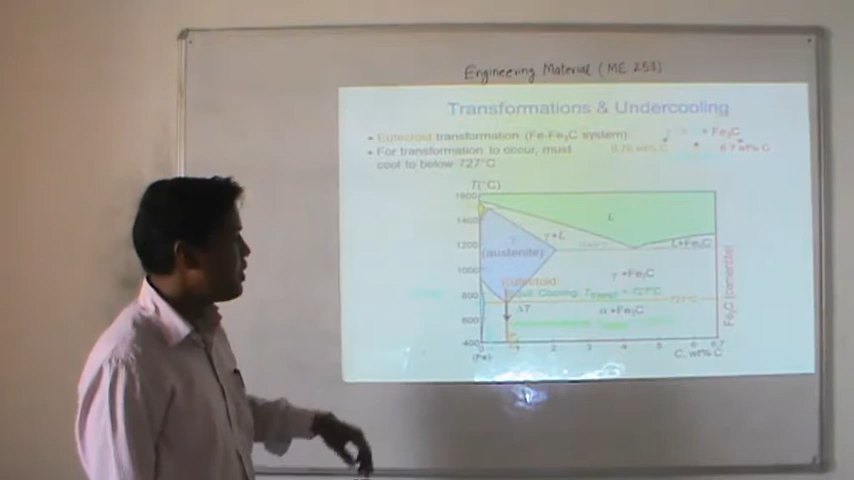 Engineering Material (ME 253)
Transformations & Undercooling
• Eutectoid transformation (Fe-Fe₃C system) + Fe₃C
• For transformation to occur, must 0.76 wt% C 6.7 wt% C
cool to below 727°C
T(°C)
1600
1400 L
γ+L
1200 L+Fe₃C
γ
(austenite)
1000 γ +Fe₃C
Eutectoid
Equil. Cooling: Ttransf. = 727°C
800 727°C
ΔT
600 α +Fe₃C
400
0 1 2 3 4 5 6 6.7
(Fe) C, wt% C
Fe₃C (cementite)